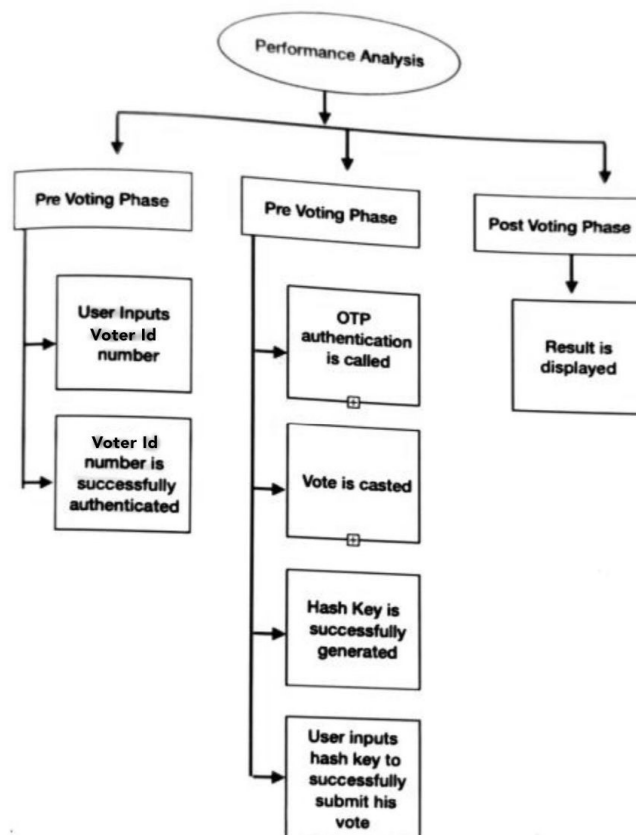 Performance Analysis
Pre Voting Phase
User Inputs
Voter Id
number
Voter Id
number is
successfully
authenticated
Pre Voting Phase
OTP
authentication
is called
Vote is casted
Hash Key is
successfully
generated
User inputs
hash key to
successfully
submit his
vote
Post Voting Phase
Result is
displayed